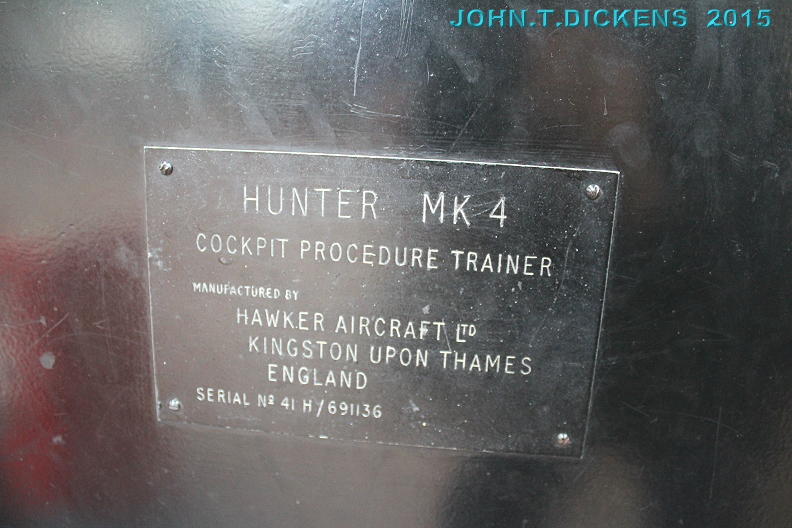 JOHN.T.DICKENS 2015
HUNTER MK 4
COCKPIT PROCEDURE TRAINER
MANUFACTURED BY
HAWKER AIRCRAFT LTD
KINGSTON UPON THAMES
ENGLAND
SERIAL Nº 41 H/691136